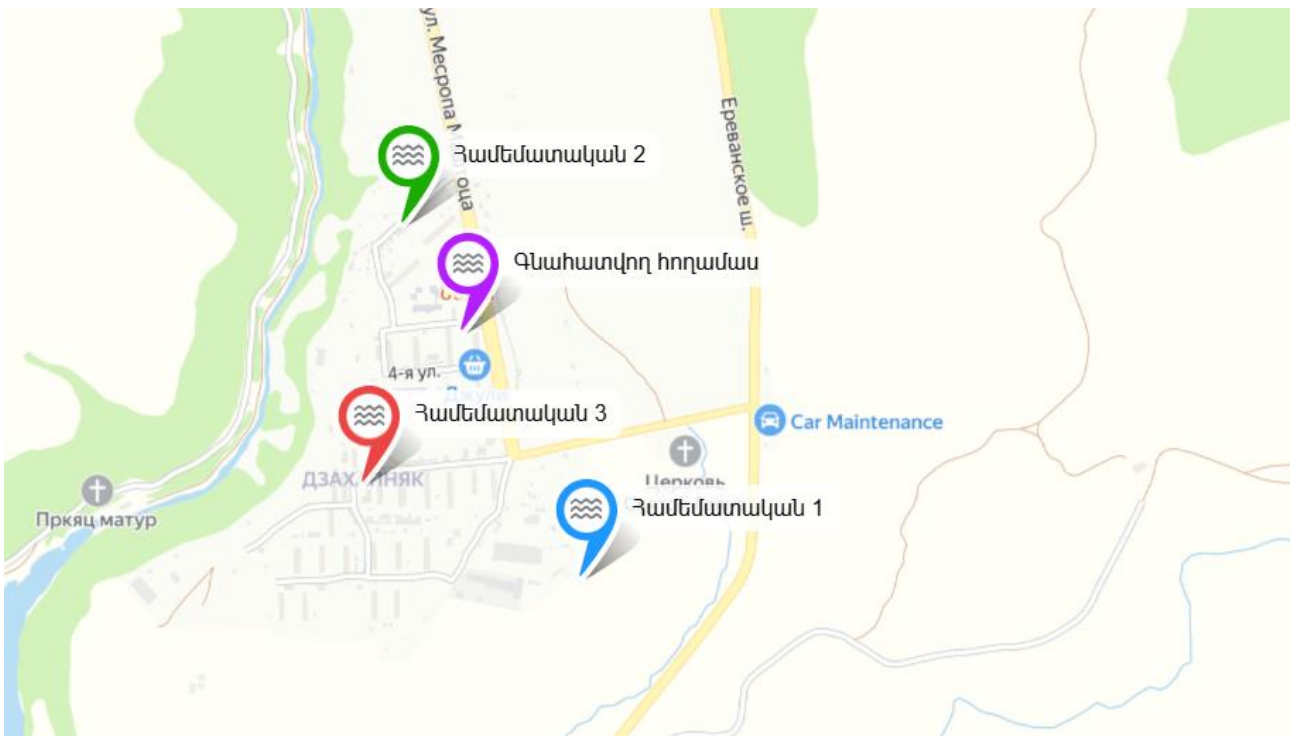 ул. Месропа М
тоца
Ереванское ш.
Համեմատական 2
Գնահատվող հողամաս
4-я ул.
Джули
Համեմատական 3
Car Maintenance
ДЗАХ
НЯК
Церковь
Пркяц матур
Համեմատական 1